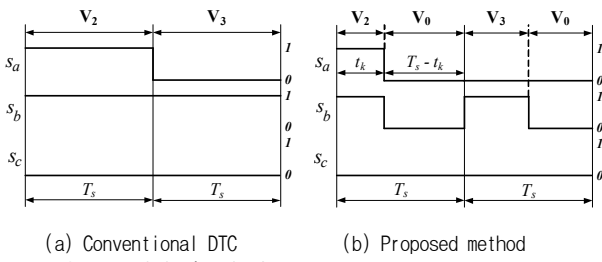 V2 V3
Sa 1 0
Sb 1 0
Sc 1 0
Ts Ts
(a) Conventional DTC
V2 V0 V3 V0
Sa tk Ts - tk 1 0
Sb 1 0
Sc 1 0
Ts Ts
(b) Proposed method